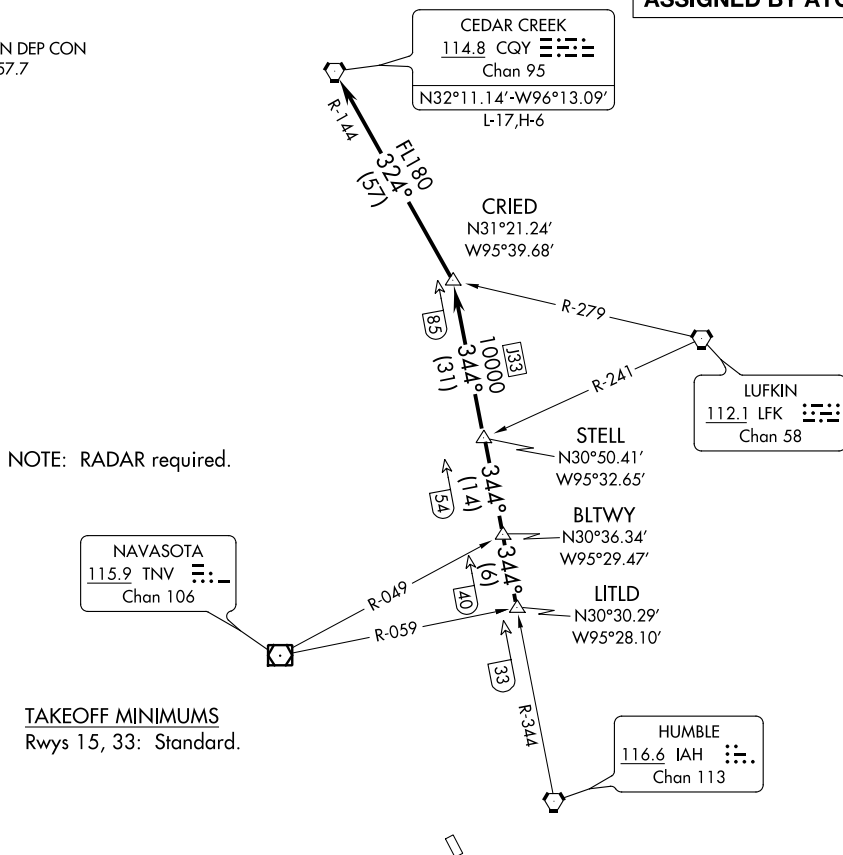 ASSIGNED BY ATC
N DEP CON
57.7
CEDAR CREEK
114.8 CQY
Chan 95
N32°11.14'-W96°13.09'
L-17,H-6
R-144
FL180
324°
(57)
CRIED
N31°21.24'
W95°39.68'
R-279
85
J33
10000
344°
(31)
R-241
LUFKIN
112.1 LFK
Chan 58
STELL
N30°50.41'
W95°32.65'
NOTE: RADAR required.
54
344°
(14)
BLTWY
N30°36.34'
W95°29.47'
NAVASOTA
115.9 TNV
Chan 106
R-049
40
344°
(6)
LITLD
N30°30.29'
W95°28.10'
R-059
33
TAKEOFF MINIMUMS
Rwys 15, 33: Standard.
R-344
HUMBLE
116.6 IAH
Chan 113